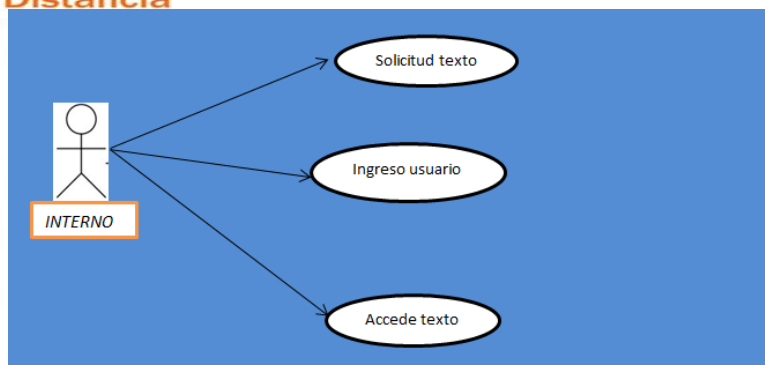 Distancia
Solicitud texto
Ingreso usuario
INTERNO
Accede texto